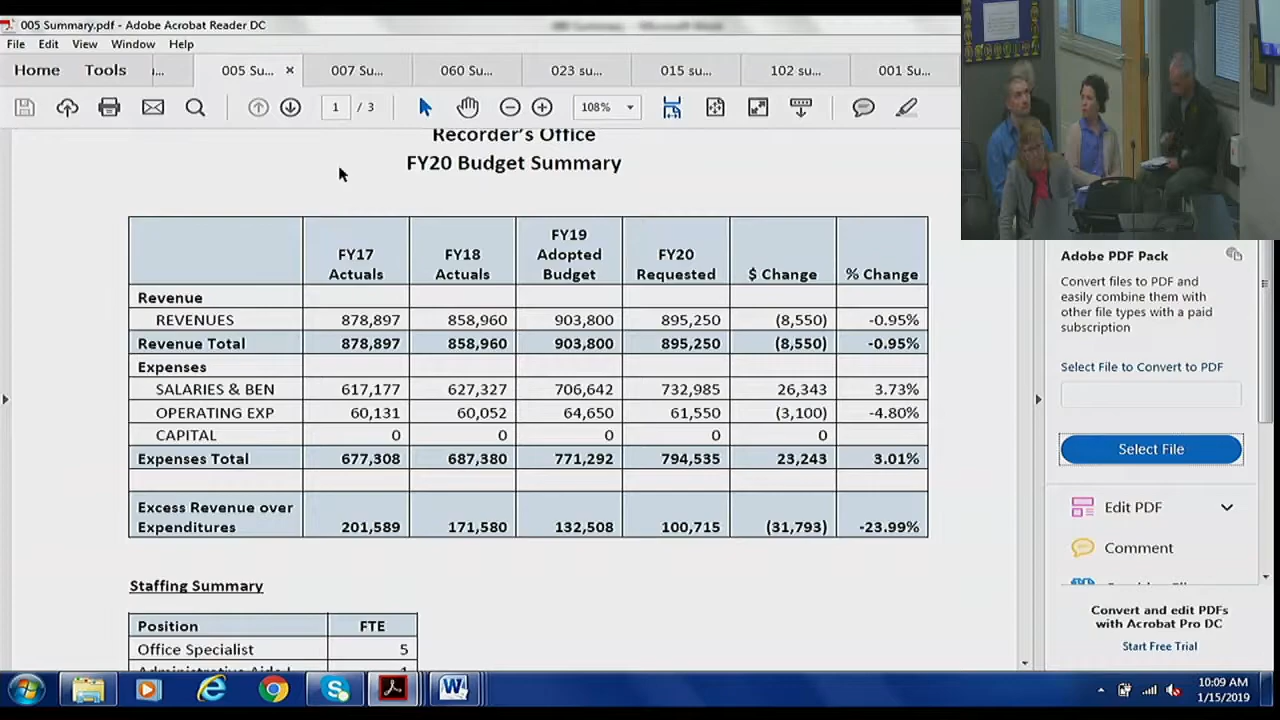 005 Summary.pdf - Adobe Acrobat Reader DC
File Edit View Window Help
Home Tools ... 005 Su... × 007 Su... 060 Su... 023 su... 015 su... 102 su... 001 Su...
1 / 3 108%
Recorder's Office
FY20 Budget Summary
FY17 Actuals FY18 Actuals FY19 Adopted Budget FY20 Requested $ Change % Change
Revenue
REVENUES 878,897 858,960 903,800 895,250 (8,550) -0.95%
Revenue Total 878,897 858,960 903,800 895,250 (8,550) -0.95%
Expenses
SALARIES & BEN 617,177 627,327 706,642 732,985 26,343 3.73%
OPERATING EXP 60,131 60,052 64,650 61,550 (3,100) -4.80%
CAPITAL 0 0 0 0 0
Expenses Total 677,308 687,380 771,292 794,535 23,243 3.01%
Excess Revenue over
Expenditures 201,589 171,580 132,508 100,715 (31,793) -23.99%
Staffing Summary
Position FTE
Office Specialist 5
Adobe PDF Pack
Convert files to PDF and
easily combine them with
other file types with a paid
subscription
Select File to Convert to PDF
Select File
Edit PDF
Comment
Convert and edit PDFs
with Acrobat Pro DC
Start Free Trial
10:09 AM
1/15/2019